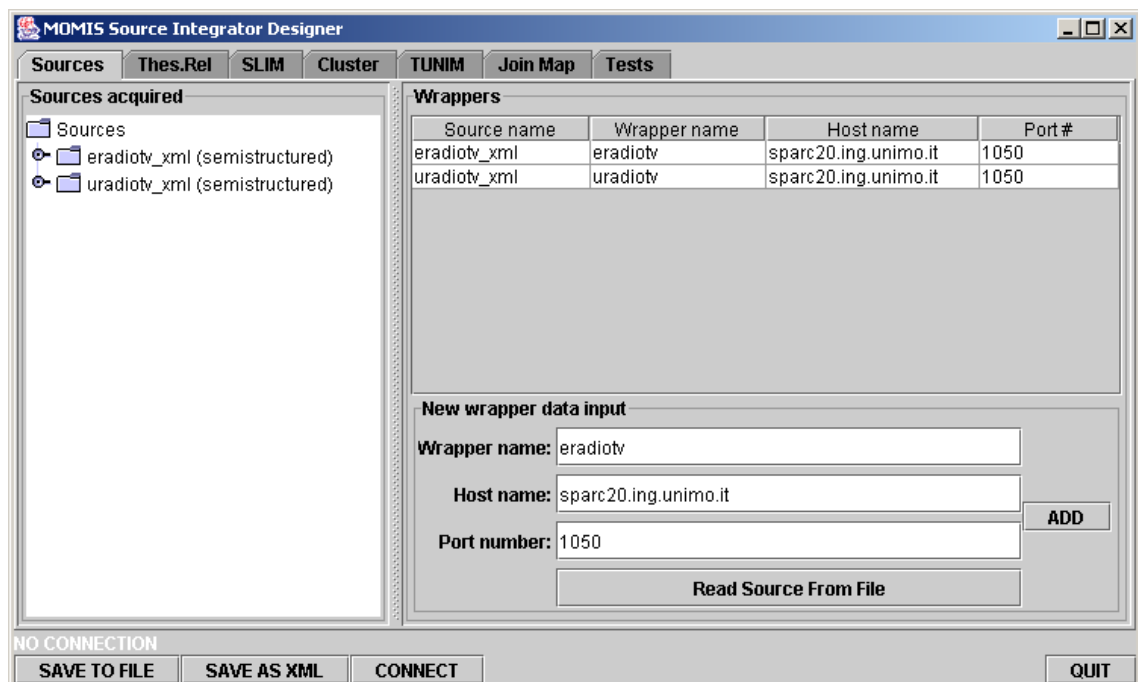 MOMIS Source Integrator Designer
Sources Thes.Rel SLIM Cluster TUNIM Join Map Tests
Sources acquired
Sources
eradiotv_xml (semistructured)
uradiotv_xml (semistructured)
Wrappers
Source name Wrapper name Host name Port #
eradiotv_xml eradiotv sparc20.ing.unimo.it 1050
uradiotv_xml uradiotv sparc20.ing.unimo.it 1050
New wrapper data input
Wrapper name: eradiotv
Host name: sparc20.ing.unimo.it
ADD
Port number: 1050
Read Source From File
NO CONNECTION
SAVE TO FILE SAVE AS XML CONNECT QUIT